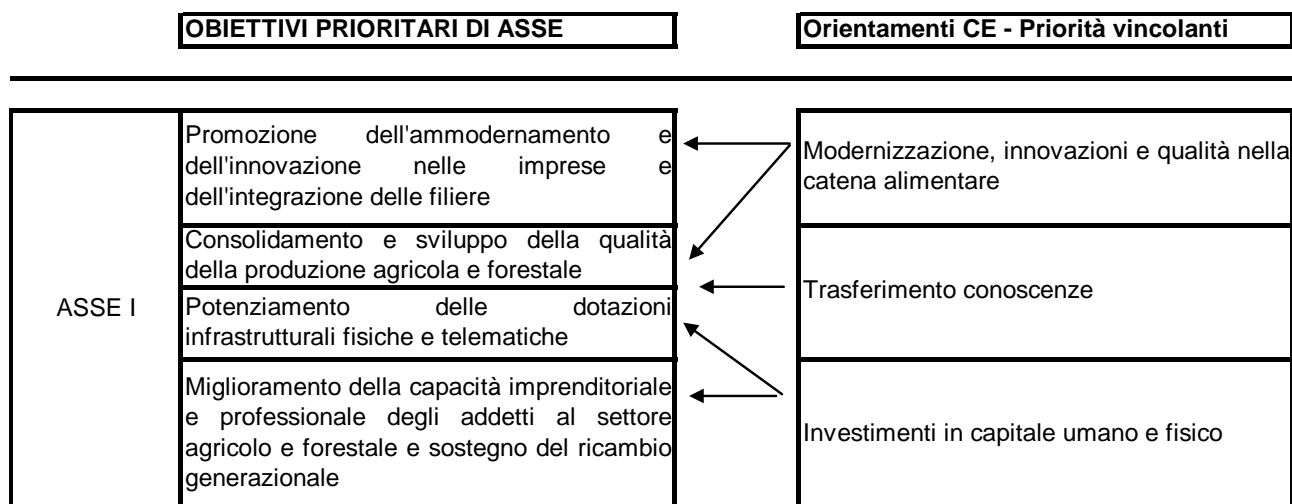 OBIETTIVI PRIORITARI DI ASSE
Orientamenti CE - Priorità vincolanti
ASSE I
Promozione dell'ammodernamento e
dell'innovazione nelle imprese e
dell'integrazione delle filiere
Modernizzazione, innovazioni e qualità nella
catena alimentare
Consolidamento e sviluppo della qualità
della produzione agricola e forestale
Trasferimento conoscenze
Potenziamento delle dotazioni
infrastrutturali fisiche e telematiche
Miglioramento della capacità imprenditoriale
e professionale degli addetti al settore
agricolo e forestale e sostegno del ricambio
generazionale
Investimenti in capitale umano e fisico